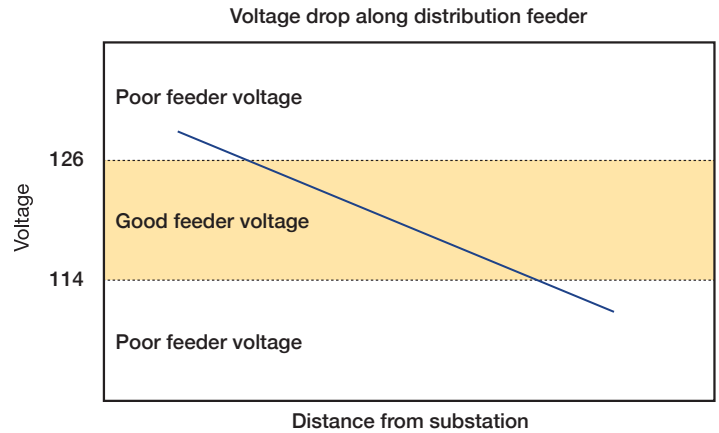 Voltage drop along distribution feeder
Poor feeder voltage
126
Good feeder voltage
Voltage
114
Poor feeder voltage
Distance from substation